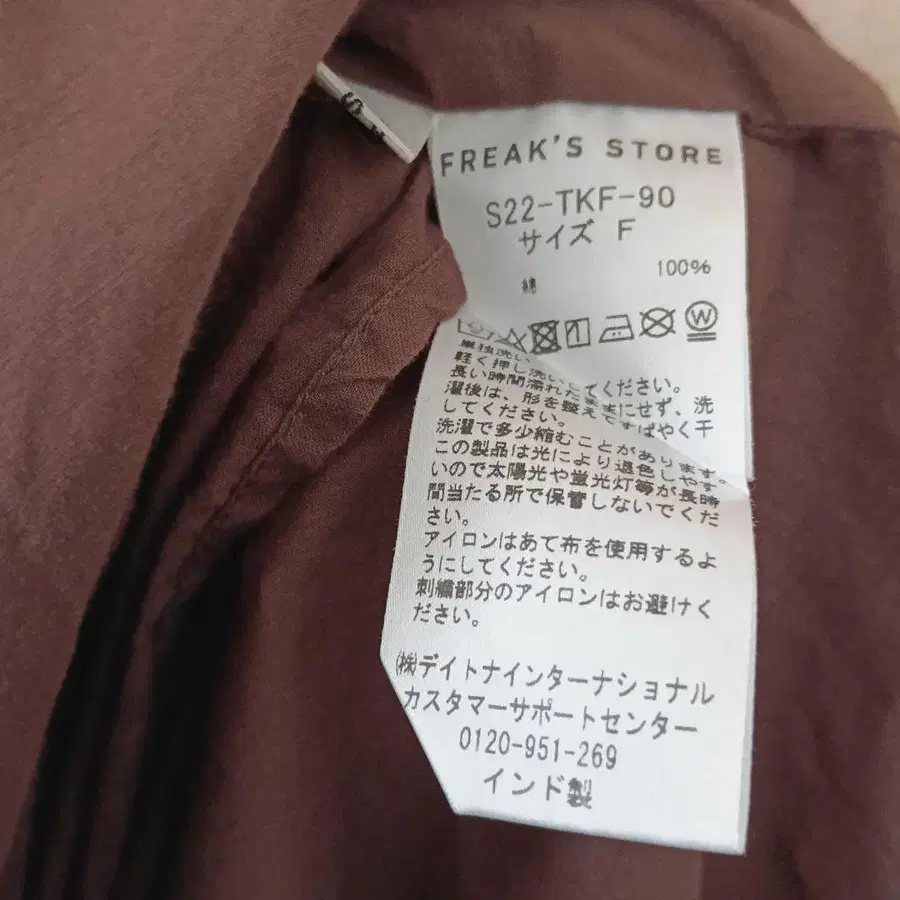 FREAK'S STORE
S22-TKF-90
サイズ F
綿 100%
単独洗い、
軽く押し洗いしてください。
長い時間濡れたままにせず、洗
濯後は、形を整えてすばやく干
してください。
洗濯で多少縮むことがあります。
この製品は光により退色しやす
いので太陽光や蛍光灯等が長時
間当たる所で保管しないでくだ
さい。
アイロンはあて布を使用するよ
うにしてください。
刺繍部分のアイロンはお避けく
ださい。
(株)デイトナインターナショナル
カスタマーサポートセンター
0120-951-269
インド製